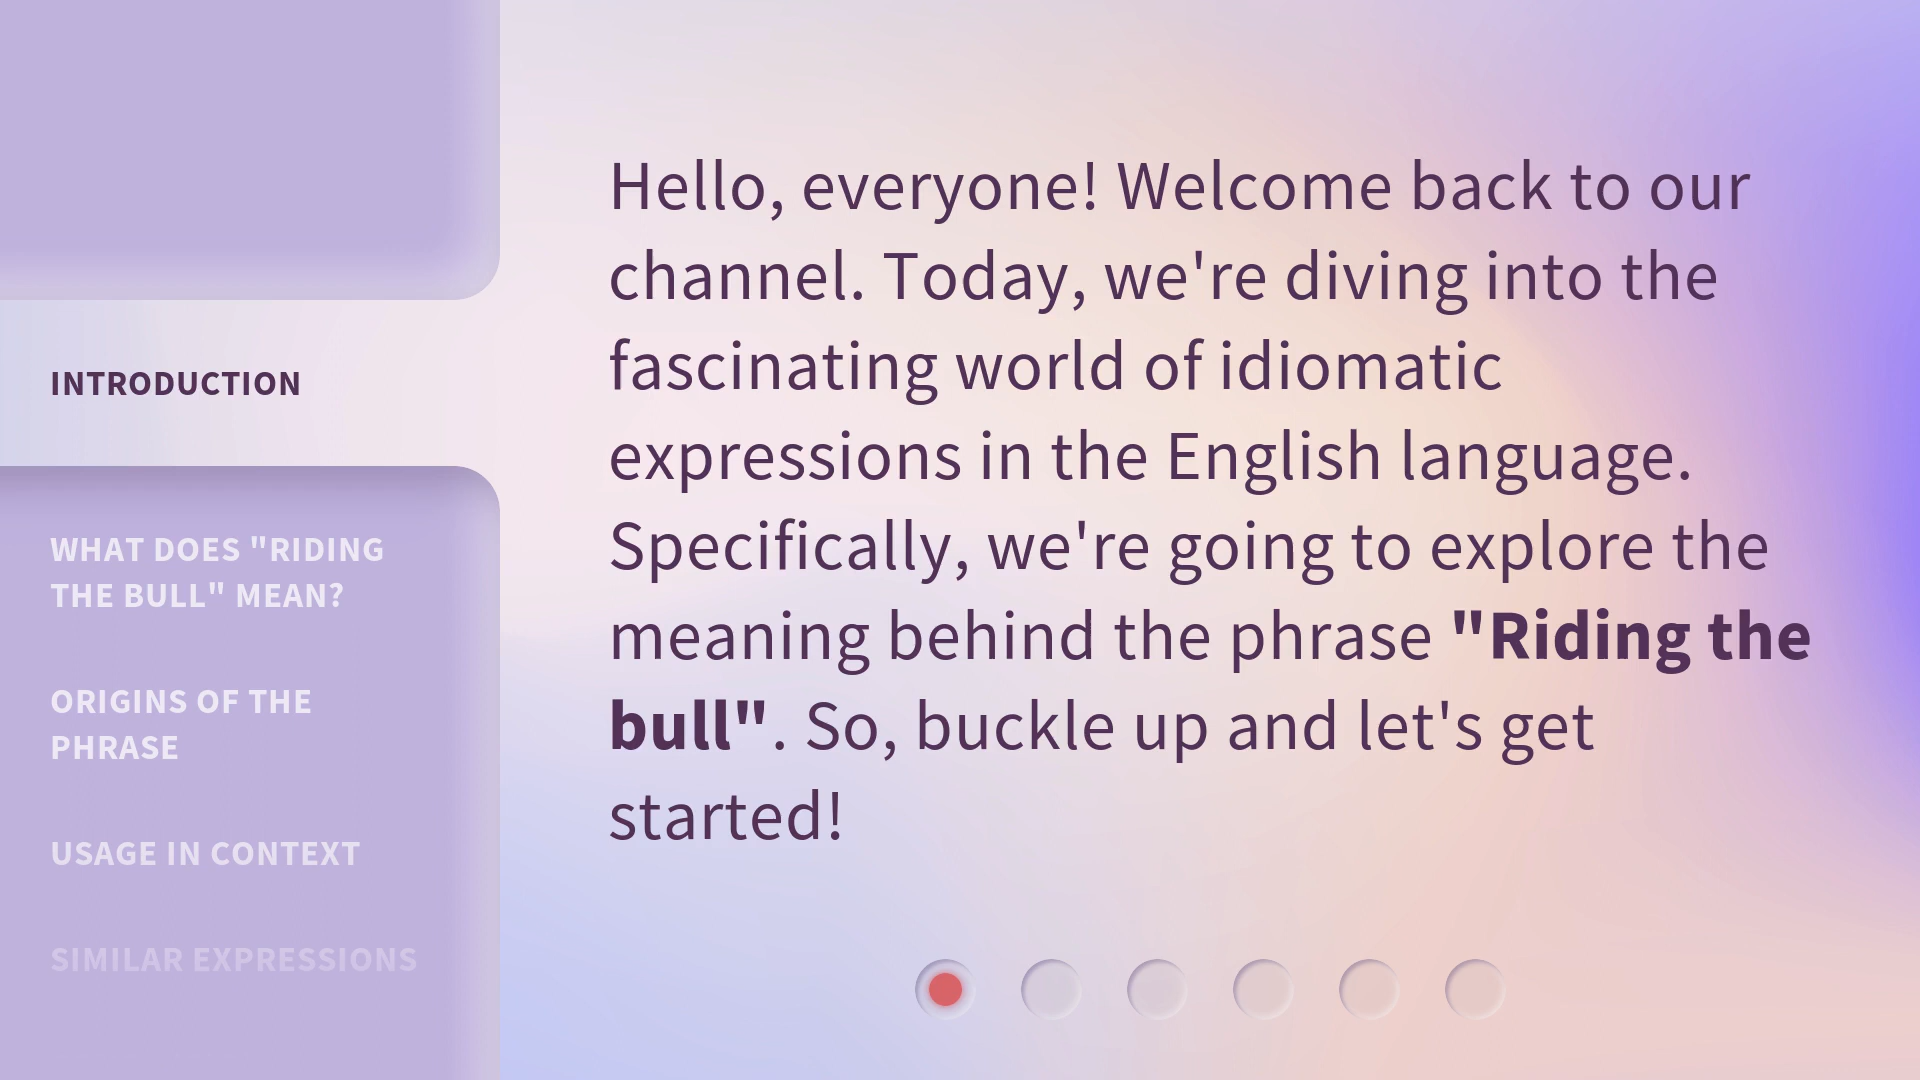 INTRODUCTION
WHAT DOES "RIDING
THE BULL" MEAN?
ORIGINS OF THE
PHRASE
USAGE IN CONTEXT
SIMILAR EXPRESSIONS
Hello, everyone! Welcome back to our
channel. Today, we're diving into the
fascinating world of idiomatic
expressions in the English language.
Specifically, we're going to explore the
meaning behind the phrase "Riding the
bull". So, buckle up and let's get
started!